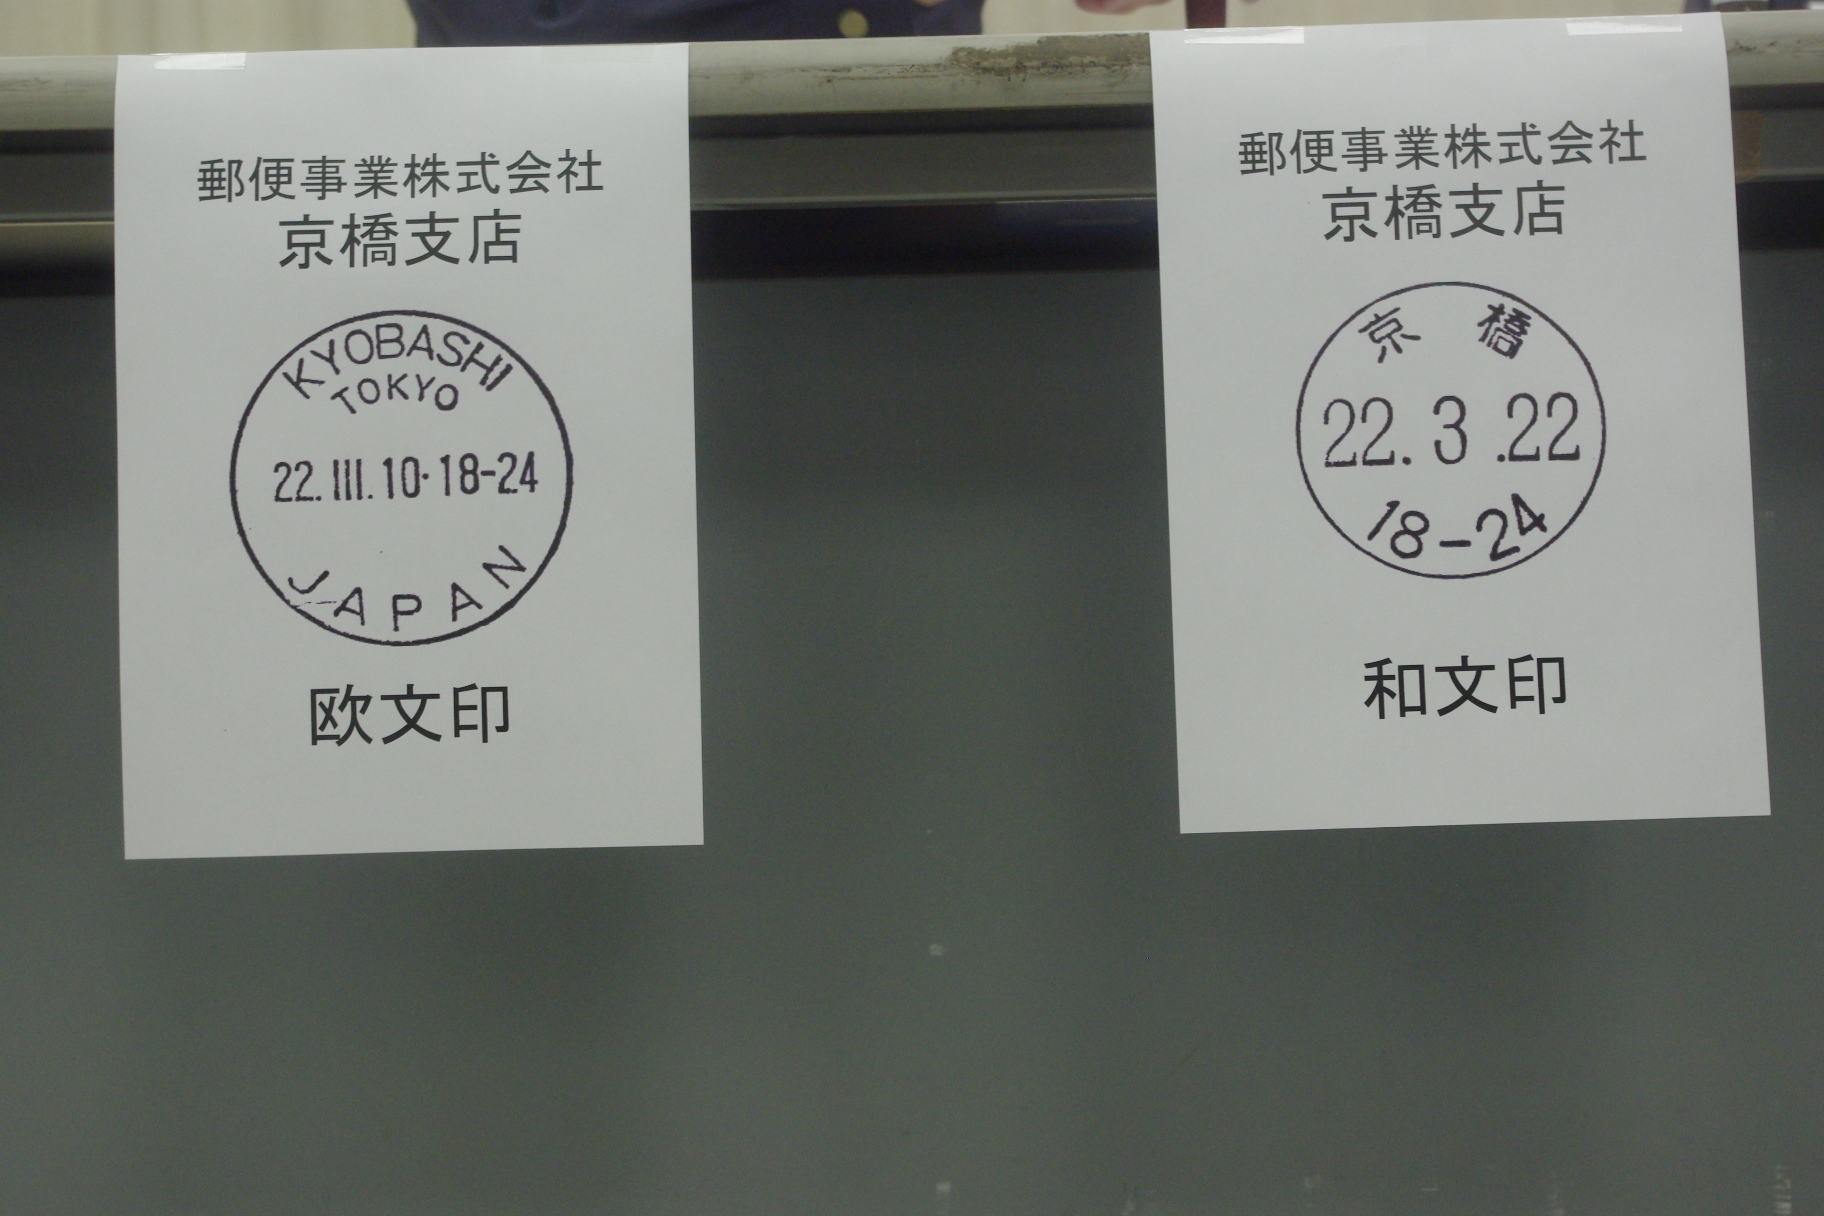 郵便事業株式会社
京橋支店
KYOBASHI
TOKYO
22.III.10・18-24
JAPAN
欧文印
郵便事業株式会社
京橋支店
京橋
22.3.22
18-24
和文印